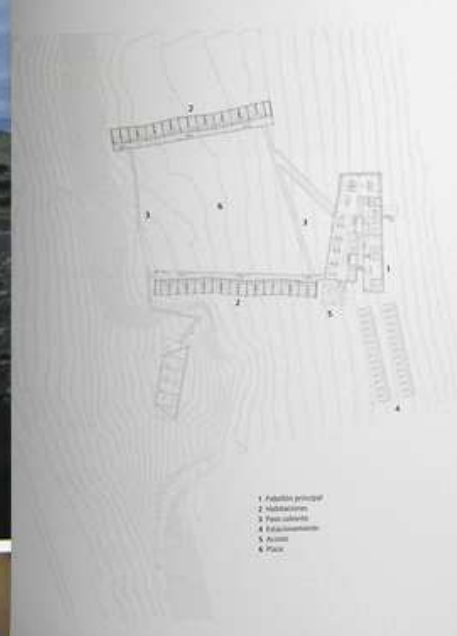 2
3
6
3
1
2
5
4
1 Pabellón principal
2 Habitaciones
3 Paso cubierto
4 Estacionamiento
5 Acceso
6 Plaza